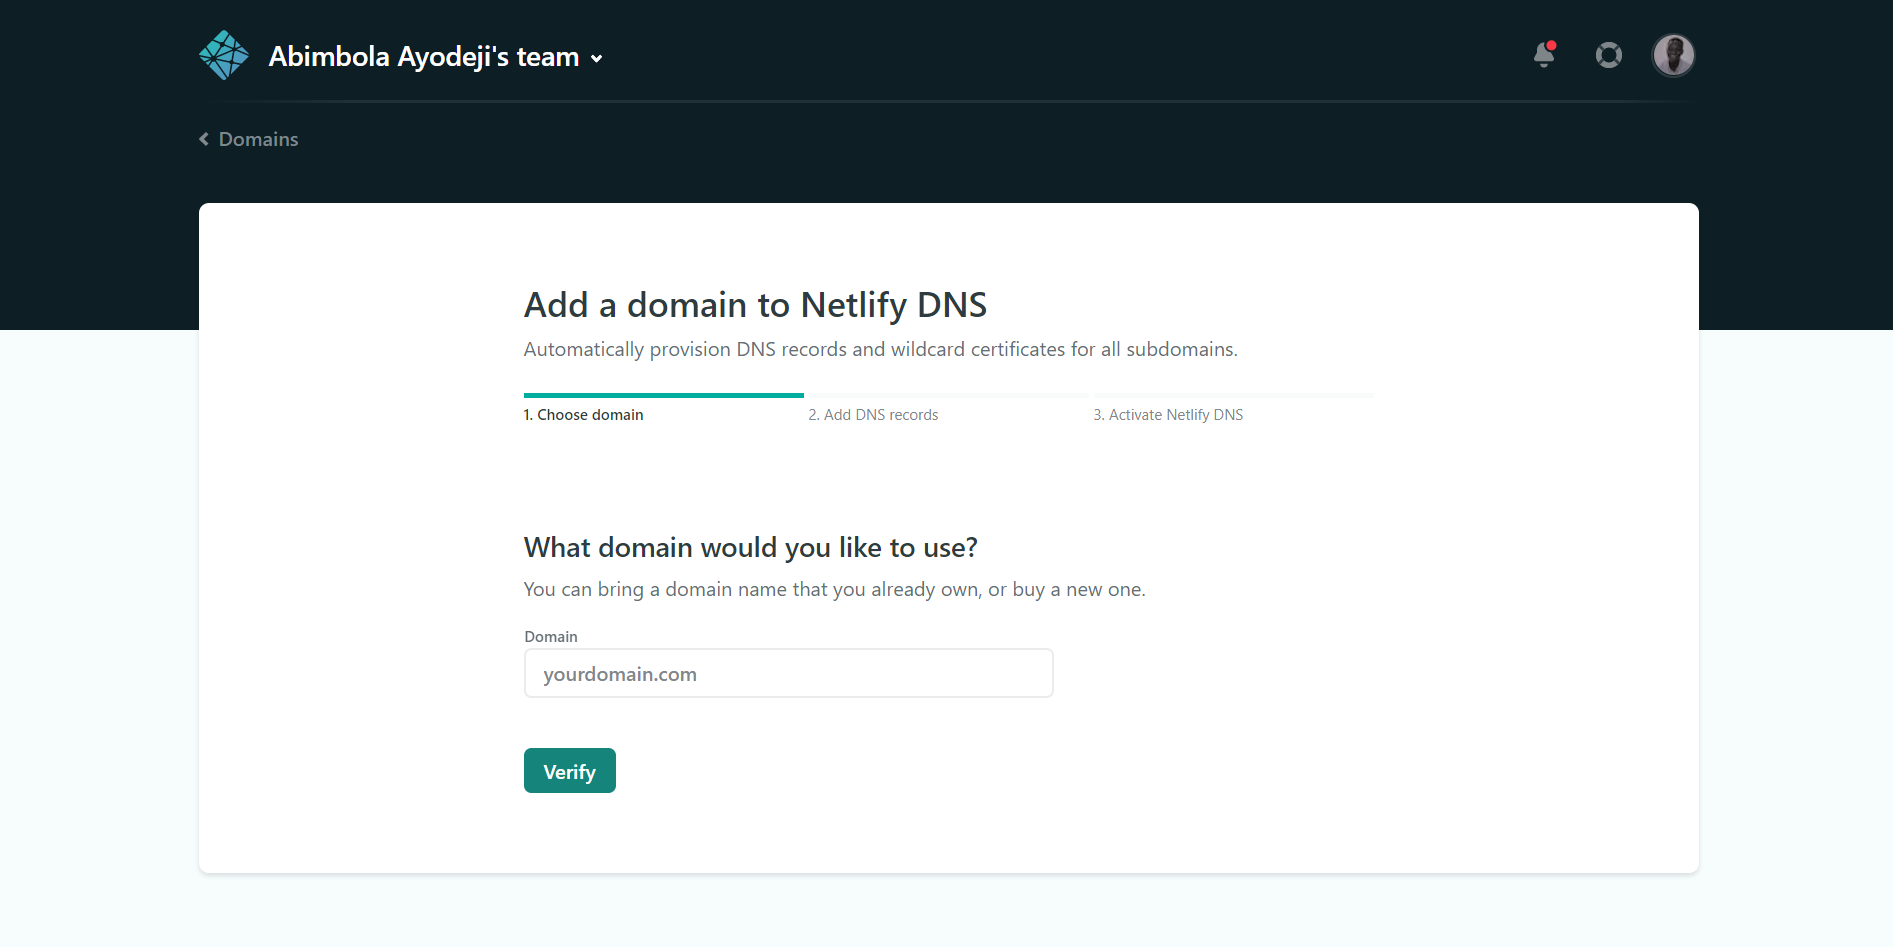 Abimbola Ayodeji's team
Domains
Add a domain to Netlify DNS
Automatically provision DNS records and wildcard certificates for all subdomains.
1. Choose domain
2. Add DNS records
3. Activate Netlify DNS
What domain would you like to use?
You can bring a domain name that you already own, or buy a new one.
Domain
yourdomain.com
Verify